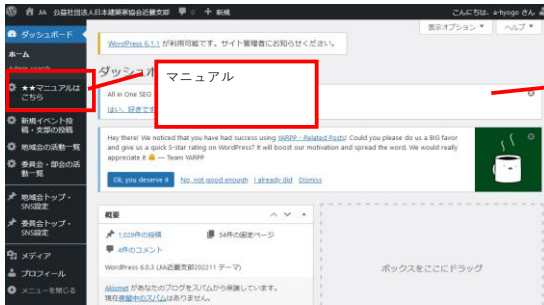 JIA 公益社団法人日本建築家協会近畿支部 0 + 新規
こんにちは、a-hyogo さん
ダッシュボード
表示オプション ▼
ヘルプ ▼
WordPress 6.1.1 が利用可能です。サイト管理者にお知らせください。
ホーム
Admin search
★★マニュアルは
こちら
新規イベント投
稿・支部の投稿
地域会の活動一覧
委員会・部会の活
動一覧
地域会トップ・
SNS設定
委員会トップ・
SNS設定
メディア
プロフィール
メニューを閉じる
ダッシュボ
マニュアル
All in One SEO
はい、好きです
Hey there! We noticed that you have had success using YARPP - Related Posts! Could you please do us a BIG favor
and give us a quick 5-star rating on WordPress? It will boost our motivation and spread the word. We would really
appreciate it — Team YARPP
Ok, you deserve it
No, not good enough
I already did
Dismiss
概要
1,029件の投稿
54件の固定ページ
4件のコメント
WordPress 6.0.3 (JIA近畿支部202211 テーマ)
Akismet があなたのブログをスパムから保護しています。
現在保留中のスパムはありません。
ボックスをここにドラッグ